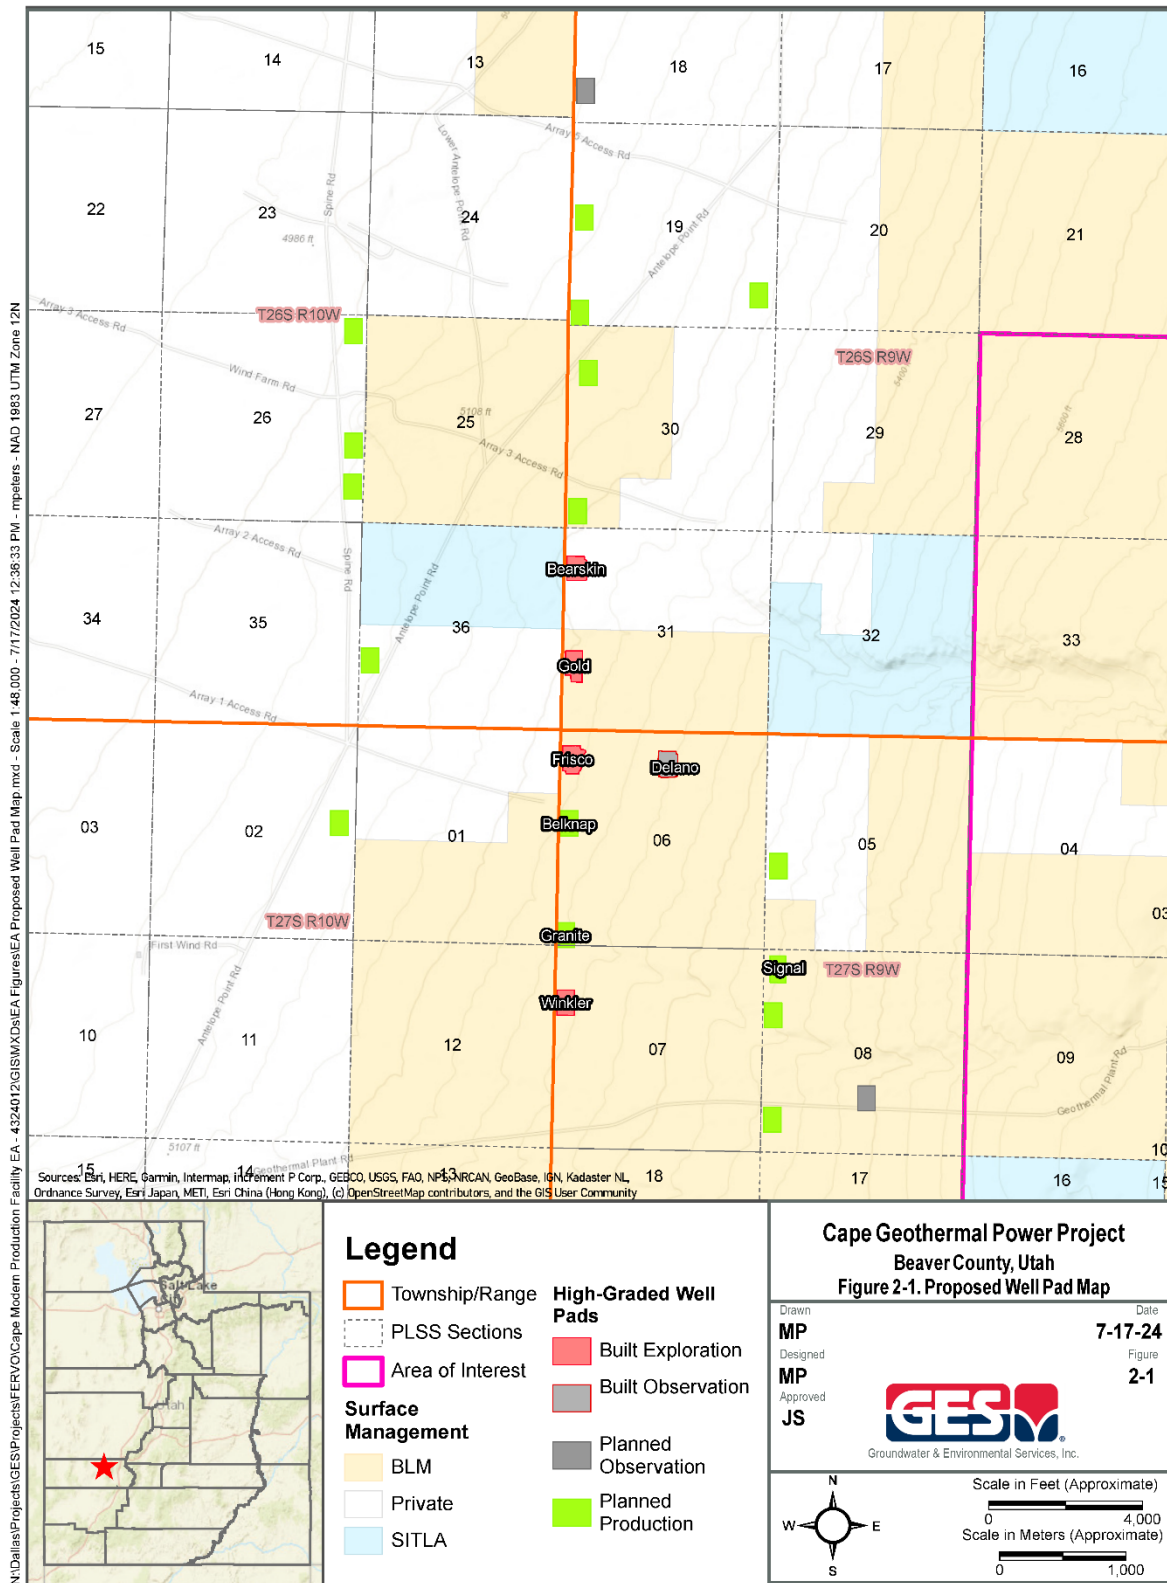 15
14
13
18
17
16
Array 5 Access Rd
Lower Antelope Point Rd
Spine Rd
22
23
24
19
20
21
Antelope Point Rd
4986 ft
Array 3 Access Rd
T26S R10W
T26S R9W
Wind Farm Rd
5108 ft
5400
5600 ft
27
26
25
30
29
28
Array 3 Access Rd
Array 2 Access Rd
Spine Rd
Antelope Point Rd
Bearskin
34
35
36
31
32
33
Gold
Array 1 Access Rd
Frisco
Delano
Belknap
03
02
01
06
05
04
03
T27S R10W
Granite
First Wind Rd
Signal
T27S R9W
Antelope Point Rd
Winkler
10
11
12
07
08
09
Geothermal Plant Rd
5107 ft
Geothermal Plant Rd
10
15
14
13
18
17
16
15
Sources: Esri, HERE, Garmin, Intermap, increment P Corp., GEBCO, USGS, FAO, NPS, NRCAN, GeoBase, IGN, Kadaster NL,
Ordnance Survey, Esri Japan, METI, Esri China (Hong Kong), (c) OpenStreetMap contributors, and the GIS User Community
N:\Dallas\Projects\GES\Projects\FERVO\Cape Modern Production Facility EA - 4324012\GIS\MXDs\EA Figures\EA Proposed Well Pad Map.mxd - Scale 1:48,000 - 7/17/2024 12:36:33 PM - mpeters - NAD 1983 UTM Zone 12N
Salt Lake
City
Utah
Legend
Township/Range
PLSS Sections
Area of Interest
Surface
Management
BLM
Private
SITLA
High-Graded Well
Pads
Built Exploration
Built Observation
Planned
Observation
Planned
Production
Cape Geothermal Power Project
Beaver County, Utah
Figure 2-1. Proposed Well Pad Map
Drawn
MP
Date
7-17-24
Designed
MP
Figure
2-1
Approved
JS
GES
®
Groundwater & Environmental Services, Inc.
N
W
E
S
Scale in Feet (Approximate)
0 4,000
Scale in Meters (Approximate)
0 1,000